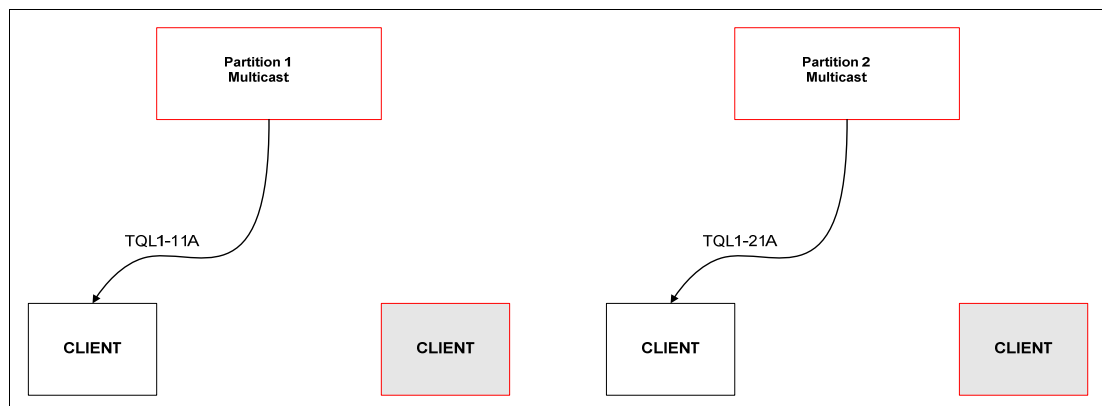 Partition 1
Multicast
Partition 2
Multicast
TQL1-11A
TQL1-21A
CLIENT
CLIENT
CLIENT
CLIENT